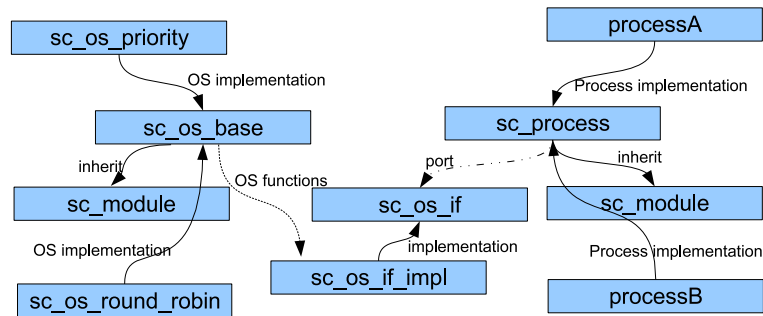 sc_os_priority
processA
OS implementation
Process implementation
sc_os_base
sc_process
inherit
port
inherit
OS functions
sc_module
sc_os_if
sc_module
OS implementation
implementation
Process implementation
sc_os_if_impl
sc_os_round_robin
processB